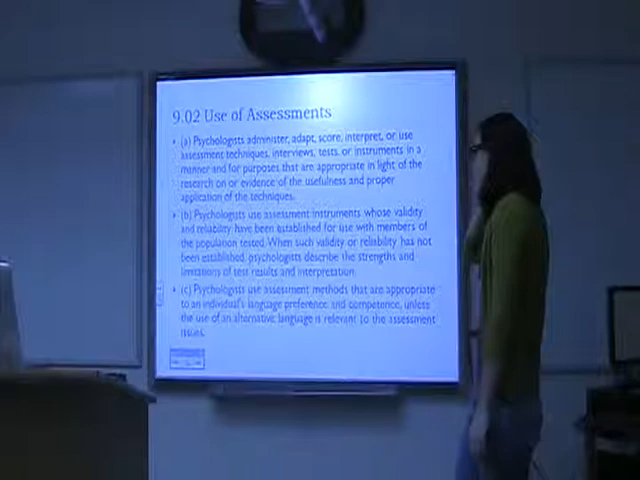 9.02 Use of Assessments
• (a) Psychologists administer, adapt, score, interpret, or use
assessment techniques, interviews, tests, or instruments in a
manner and for purposes that are appropriate in light of the
research on or evidence of the usefulness and proper
application of the techniques.
• (b) Psychologists use assessment instruments whose validity
and reliability have been established for use with members of
the population tested. When such validity or reliability has not
been established, psychologists describe the strengths and
limitations of test results and interpretation.
• (c) Psychologists use assessment methods that are appropriate
to an individual's language preference and competence, unless
the use of an alternative language is relevant to the assessment
issues.